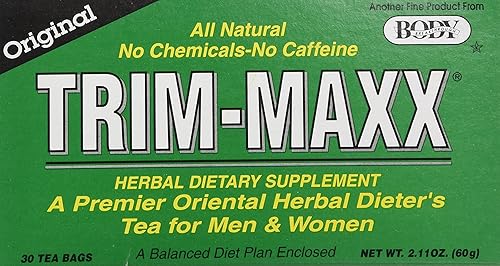 Original
Another Fine Product From
BODY
All Natural
No Chemicals-No Caffeine
TRIM-MAXX®
HERBAL DIETARY SUPPLEMENT
A Premier Oriental Herbal Dieter's
Tea for Men & Women
30 TEA BAGS
A Balanced Diet Plan Enclosed
NET WT. 2.11OZ. (60g)